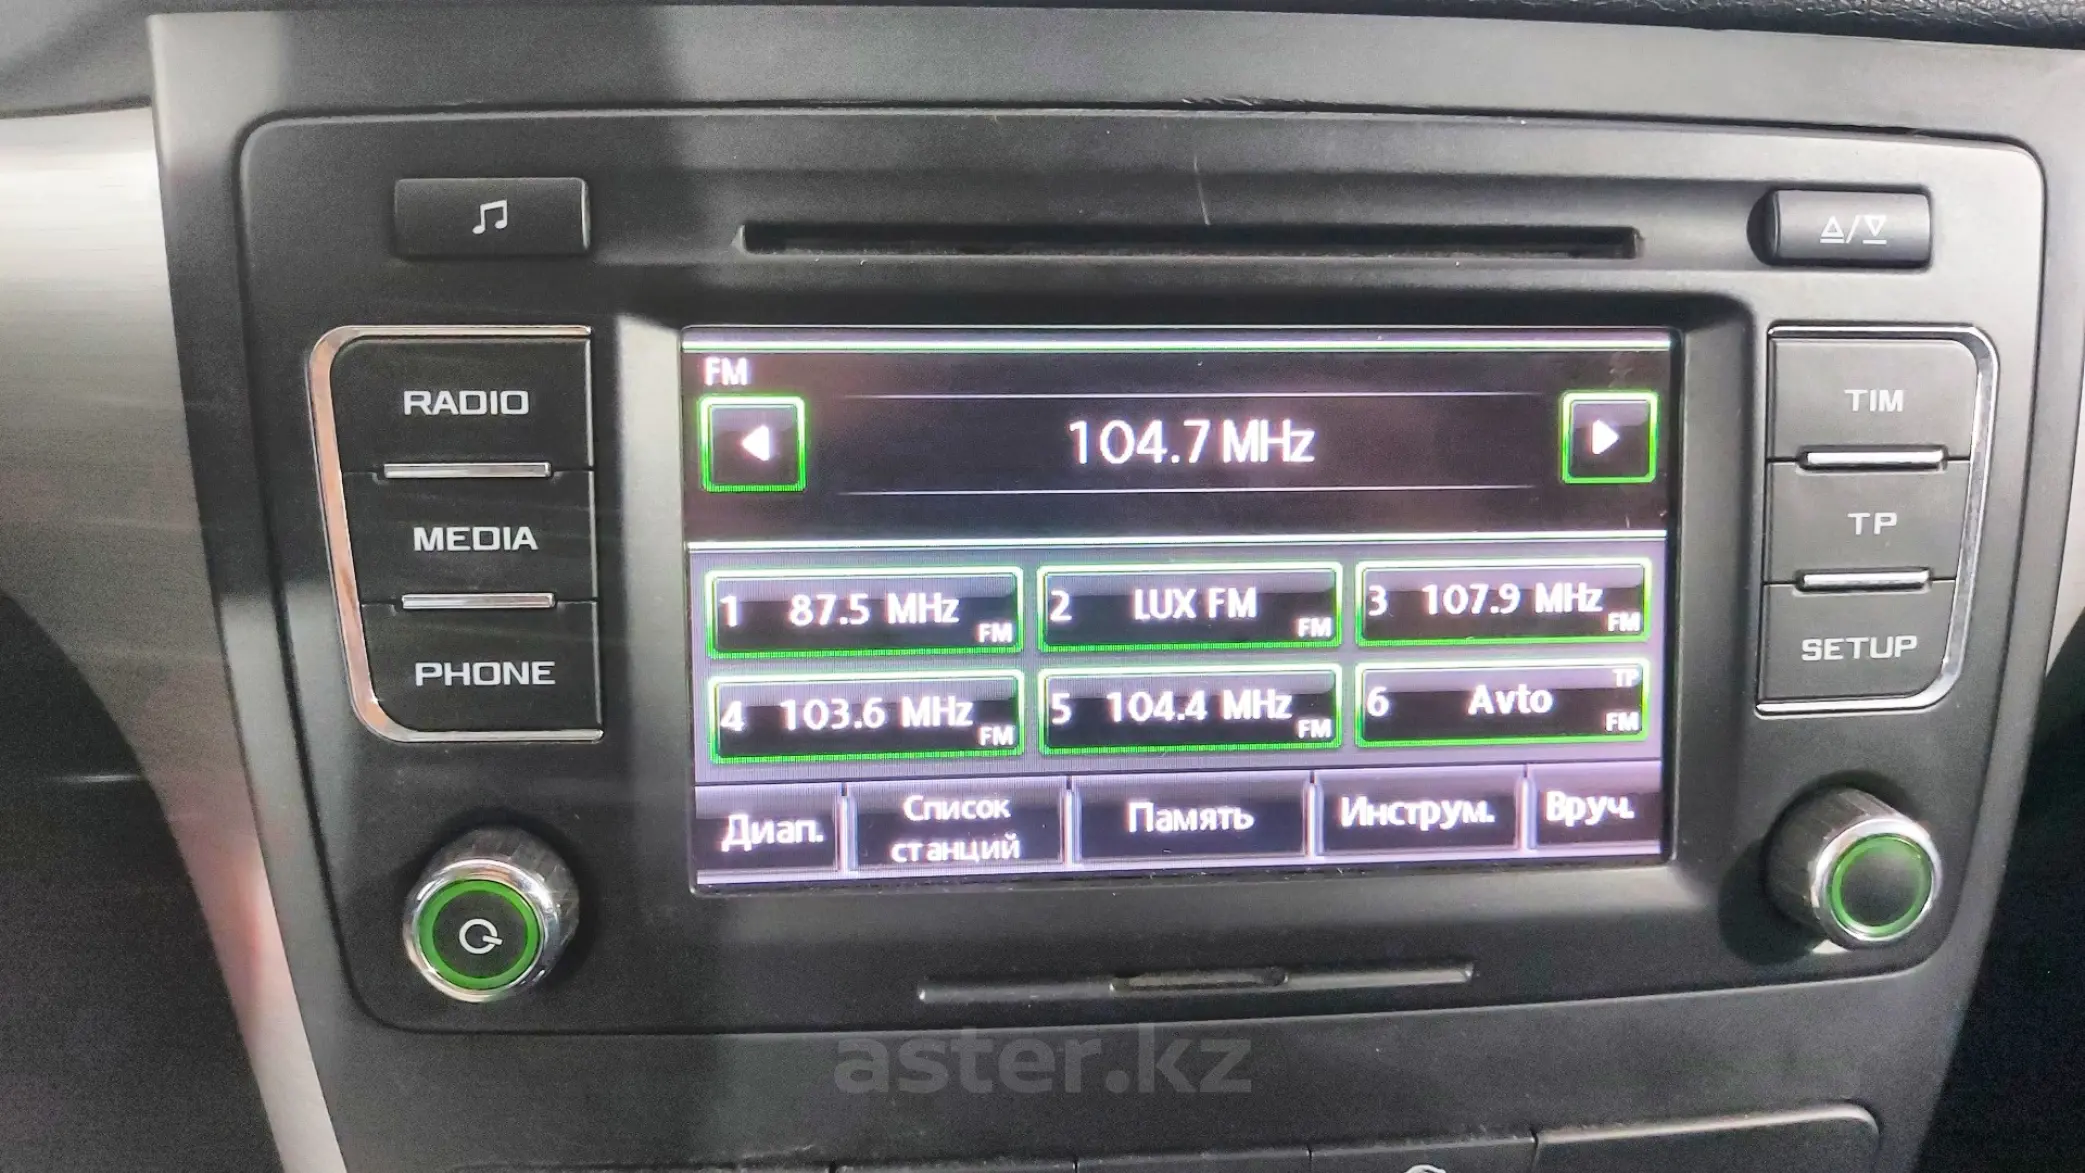 RADIO
MEDIA
PHONE
FM
104.7 MHz
1 87.5 MHz FM
2 LUX FM FM
3 107.9 MHz FM
4 103.6 MHz FM
5 104.4 MHz FM
6 Avto TP FM
Диап.
Список
станций
Память
Инструм.
Вруч.
TIM
TP
SETUP
aster.kz